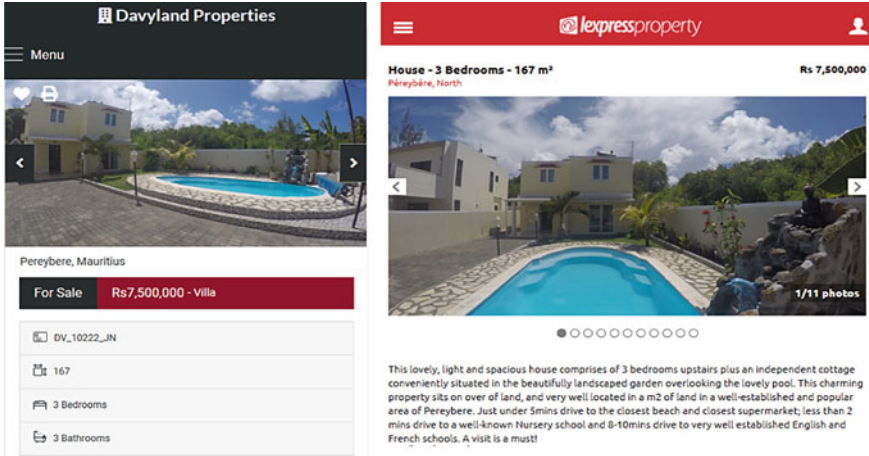 Davyland Properties
Menu
Pereybere, Mauritius
For Sale Rs7,500,000 - Villa
DV_10222_JN
167
3 Bedrooms
3 Bathrooms
lexpressproperty
House - 3 Bedrooms - 167 m²
Rs 7,500,000
Péreybère, North
1/11 photos
This lovely, light and spacious house comprises of 3 bedrooms upstairs plus an independent cottage
conveniently situated in the beautifully landscaped garden overlooking the lovely pool. This charming
property sits on over of land, and very well located in a m2 of land in a well-established and popular
area of Pereybere. Just under 5mins drive to the closest beach and closest supermarket; less than 2
mins drive to a well-known Nursery school and 8-10mins drive to very well established English and
French schools. A visit is a must!